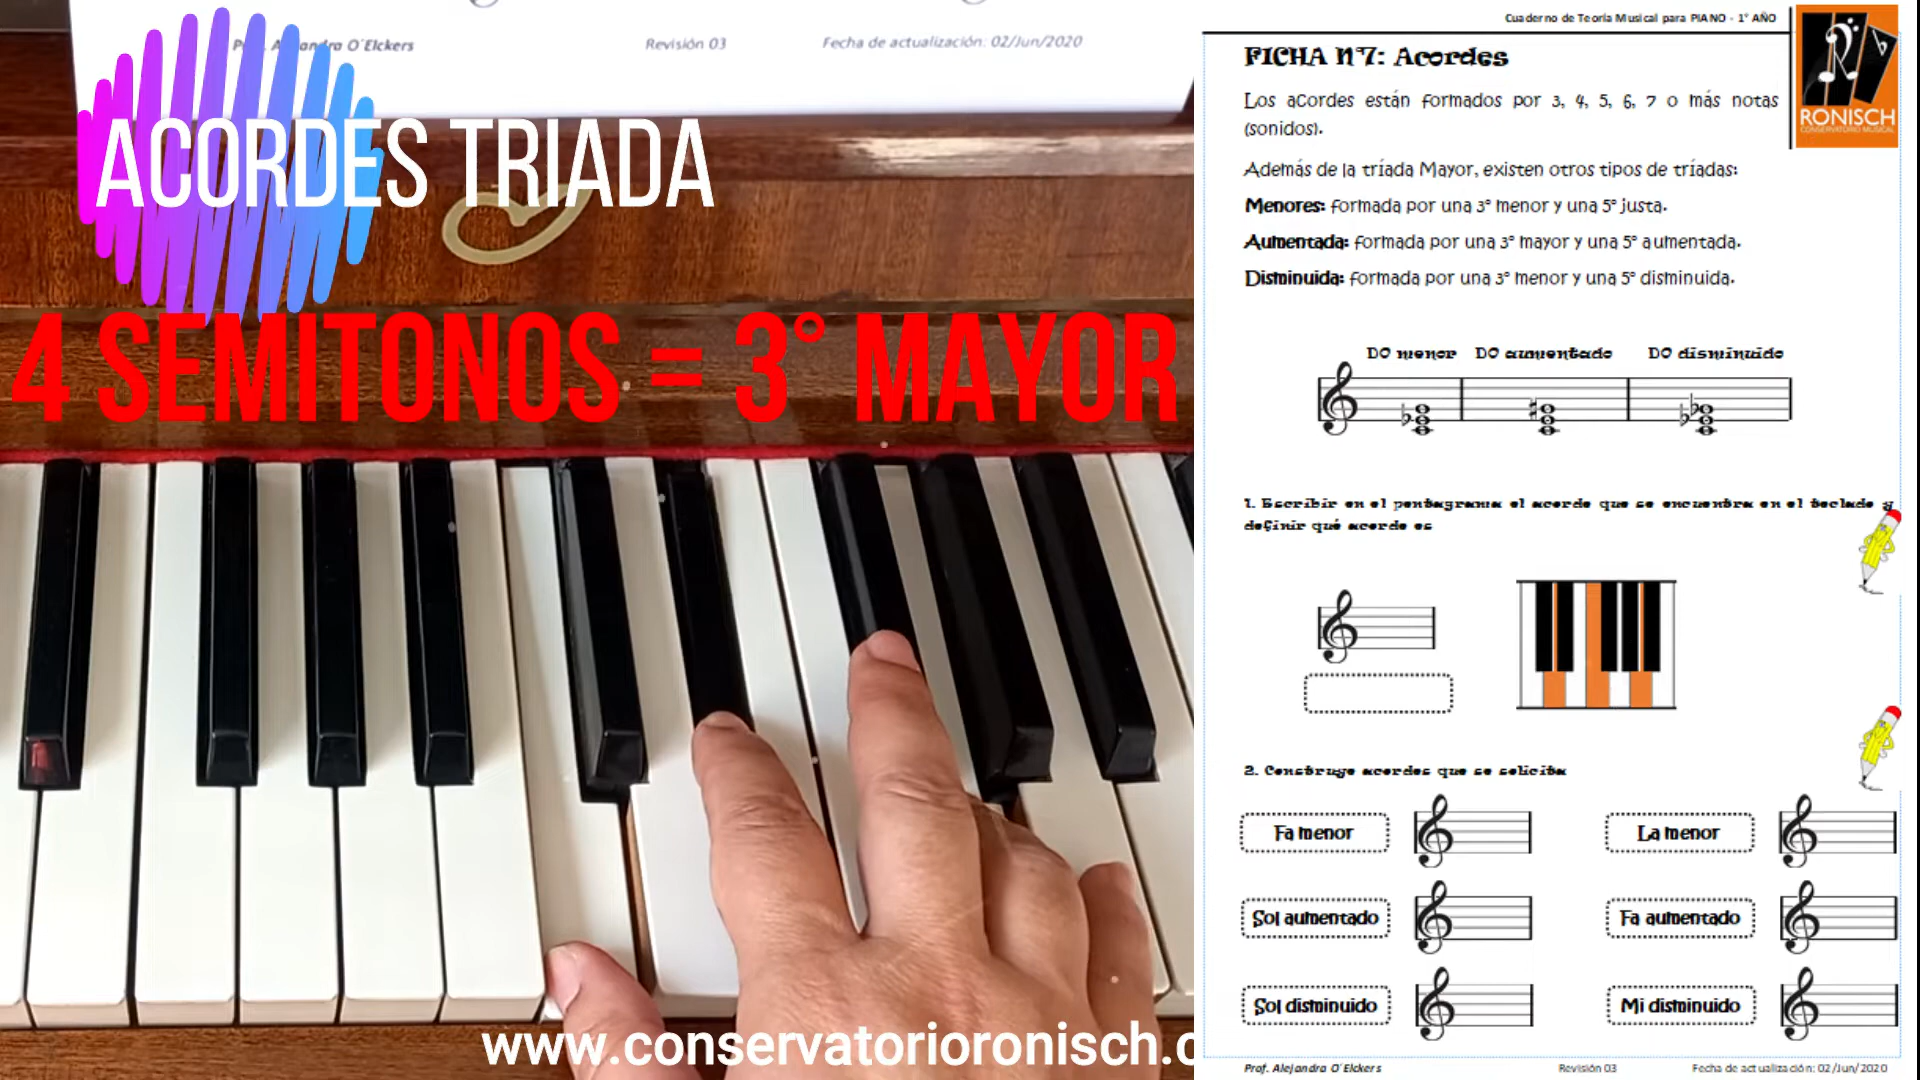 Prof. Alejandra O´Elckers
Revisión 03
Fecha de actualización: 02/Jun/2020
ACORDES TRIADA
4 SEMITONOS = 3° MAYOR
www.conservatorioronisch.c
Cuaderno de Teoría Musical para PIANO - 1° AÑO
RONISCH
CONSERVATORIO MUSICAL
FICHA N°7: Acordes
Los acordes están formados por 3, 4, 5, 6, 7 o más notas
(sonidos).
Además de la tríada Mayor, existen otros tipos de tríadas:
Menores: formada por una 3° menor y una 5° justa.
Aumentada: formada por una 3° mayor y una 5° aumentada.
Disminuida: formada por una 3° menor y una 5° disminuida.
DO menor DO aumentado DO disminuido
1. Escribir en el pentagrama el acorde que se encuentra en el teclado y
definir qué acorde es
2. Construye acordes que se solicita
Fa menor
La menor
Sol aumentado
Fa aumentado
Sol disminuido
Mi disminuido
Prof. Alejandra O´Elckers
Revisión 03
Fecha de actualización: 02/Jun/2020